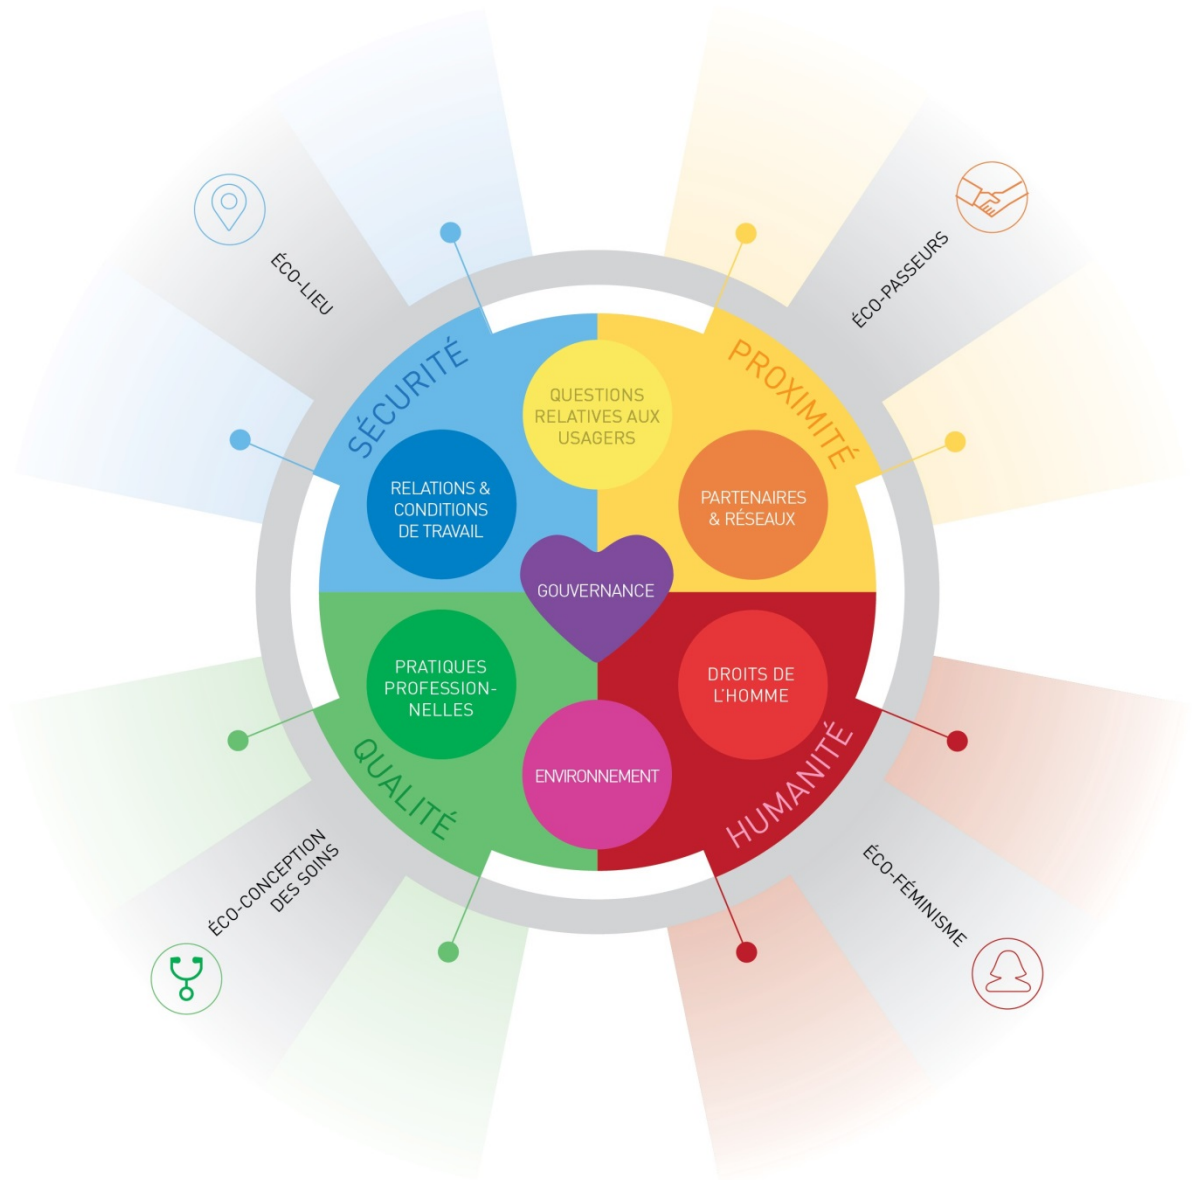 ÉCO-LIEU
ÉCO-PASSEURS
SÉCURITÉ
PROXIMITÉ
QUESTIONS
RELATIVES AUX
USAGERS
RELATIONS &
CONDITIONS
DE TRAVAIL
PARTENAIRES
& RÉSEAUX
GOUVERNANCE
PRATIQUES
PROFESSION-
NELLES
DROITS DE
L'HOMME
ENVIRONNEMENT
QUALITÉ
HUMANITÉ
ÉCO-CONCEPTION
DES SOINS
ÉCO-FÉMINISME